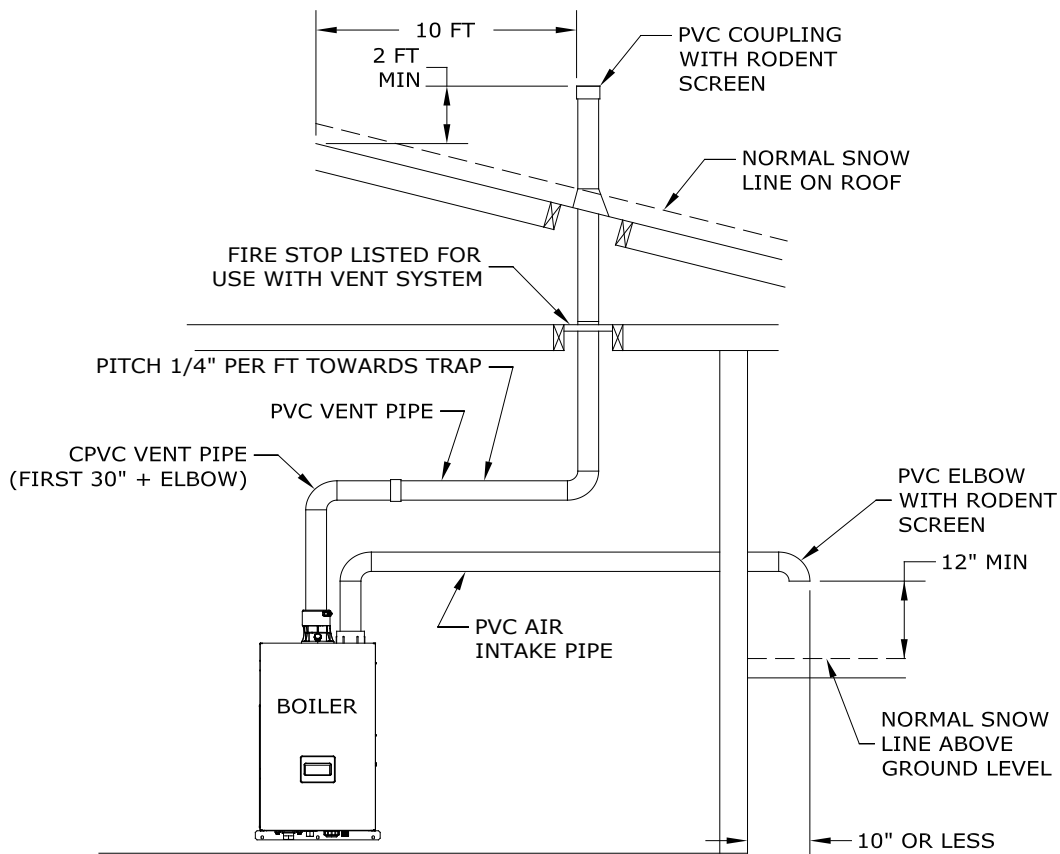 10 FT
2 FT
MIN
PVC COUPLING
WITH RODENT
SCREEN
NORMAL SNOW
LINE ON ROOF
FIRE STOP LISTED FOR
USE WITH VENT SYSTEM
PITCH 1/4" PER FT TOWARDS TRAP
PVC VENT PIPE
CPVC VENT PIPE
(FIRST 30" + ELBOW)
PVC ELBOW
WITH RODENT
SCREEN
12" MIN
PVC AIR
INTAKE PIPE
BOILER
NORMAL SNOW
LINE ABOVE
GROUND LEVEL
10" OR LESS